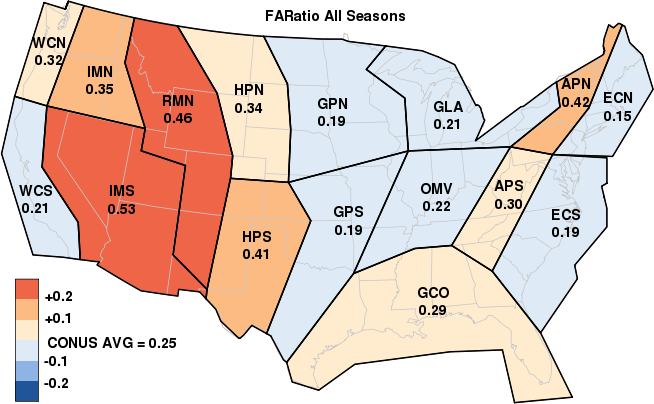 FARatio All Seasons
WCN
0.32
IMN
0.35
RMN
0.46
HPN
0.34
GPN
0.19
GLA
0.21
APN
0.42
ECN
0.15
WCS
0.21
IMS
0.53
HPS
0.41
GPS
0.19
OMV
0.22
APS
0.30
ECS
0.19
GCO
0.29
+0.2
+0.1
CONUS AVG = 0.25
-0.1
-0.2